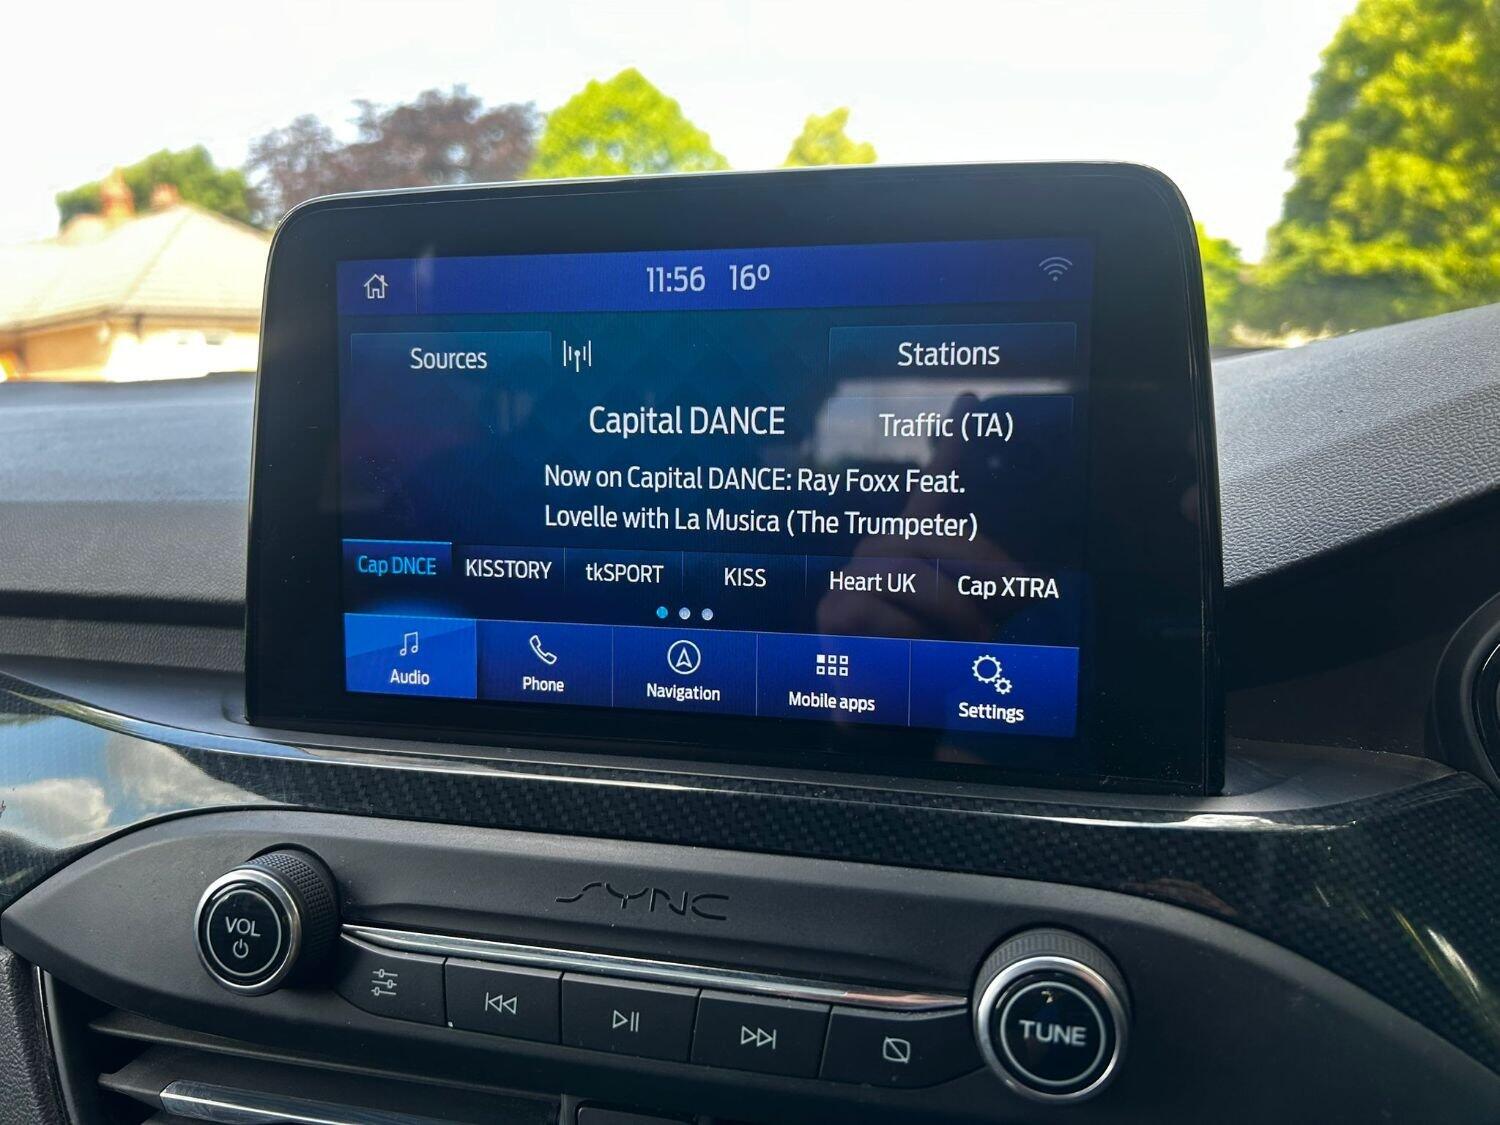 11:56 16°
Sources
Stations
Capital DANCE
Traffic (TA)
Now on Capital DANCE: Ray Foxx Feat.
Lovelle with La Musica (The Trumpeter)
Cap DNCE KISSTORY tkSPORT KISS Heart UK Cap XTRA
Audio Phone Navigation Mobile apps Settings
SYNC
VOL
TUNE